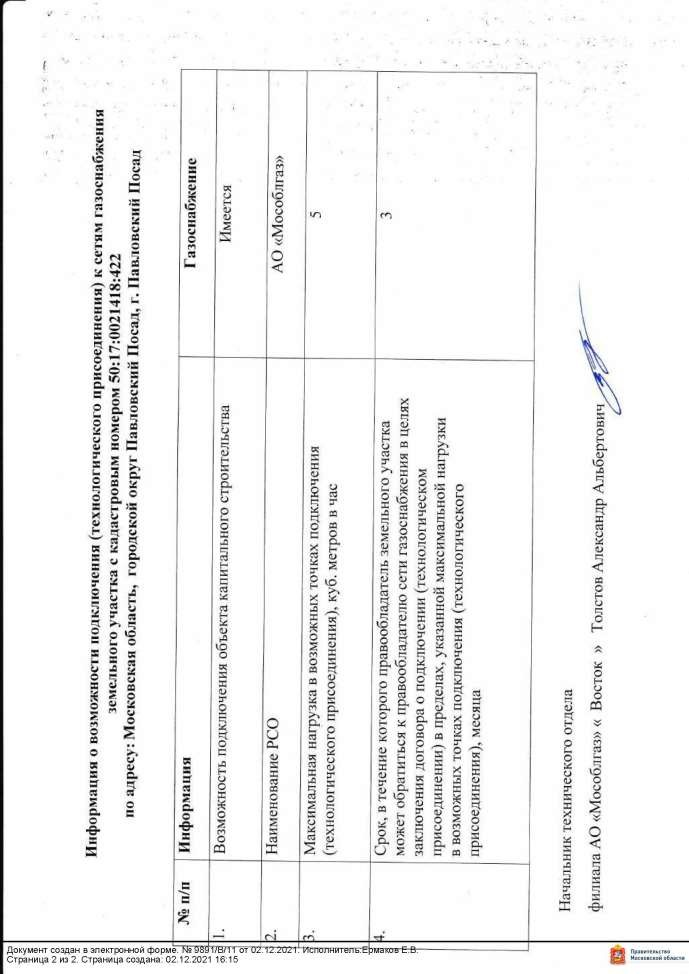 Информация о возможности подключения (технологического присоединения) к сетям газоснабжения
земельного участка с кадастровым номером 50:17:0021418:422
по адресу: Московская область, городской округ Павловский Посад, г. Павловский Посад
№ п/п Информация Газоснабжение
1. Возможность подключения объекта капитального строительства Имеется
2. Наименование РСО АО «Мособлгаз»
3. Максимальная нагрузка в возможных точках подключения 5
(технологического присоединения), куб. метров в час
4. Срок, в течение которого правообладатель земельного участка 3
может обратиться к правообладателю сети газоснабжения в целях
заключения договора о подключении (технологическом
присоединении) в пределах, указанной максимальной нагрузки
в возможных точках подключения (технологического
присоединения), месяца
Начальник технического отдела
филиала АО «Мособлгаз» « Восток » Толстов Александр Альбертович
Документ создан в электронной форме. № 9891/В/11 от 02.12.2021. Исполнитель:Ермаков Е.В.
Страница 2 из 2. Страница создана: 02.12.2021 16:15
Правительство
Московской области